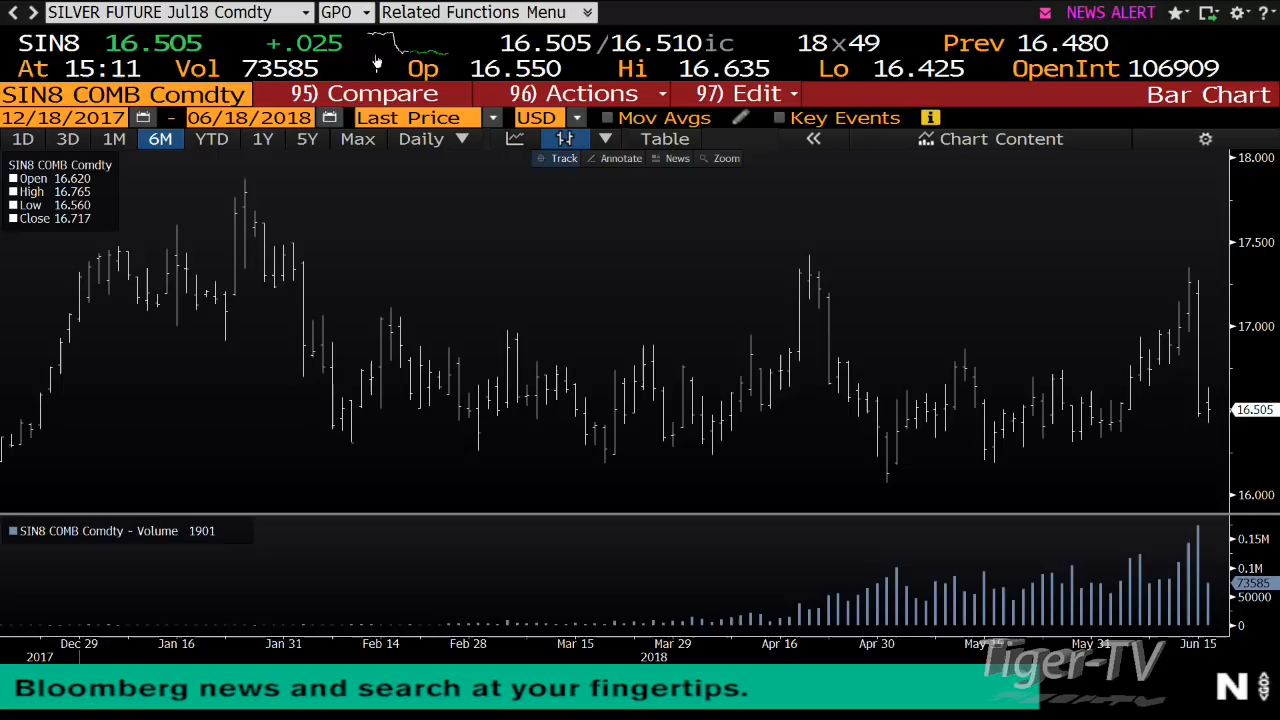 SILVER FUTURE Jul18 Comdty GPO Related Functions Menu NEWS ALERT ?
SIN8 16.505 +.025 16.505/16.510ic 18x49 Prev 16.480
At 15:11 Vol 73585 Op 16.550 Hi 16.635 Lo 16.425 OpenInt 106909
SIN8 COMB Comdty 95) Compare 96) Actions 97) Edit Bar Chart
12/18/2017 - 06/18/2018 Last Price USD Mov Avgs Key Events i
1D 3D 1M 6M YTD 1Y 5Y Max Daily Table « Chart Content
Track Annotate News Zoom
SIN8 COMB Comdty
Open 16.620
High 16.765
Low 16.560
Close 16.717
18.000
17.500
17.000
16.505
16.000
SIN8 COMB Comdty - Volume 1901
0.15M
0.1M
73585
50000
0
Dec 29 Jan 16 Jan 31 Feb 14 Feb 28 Mar 15 Mar 29 Apr 16 Apr 30 May 31 Jun 15
2017 2018
Tiger-TV
Bloomberg news and search at your fingertips.
N